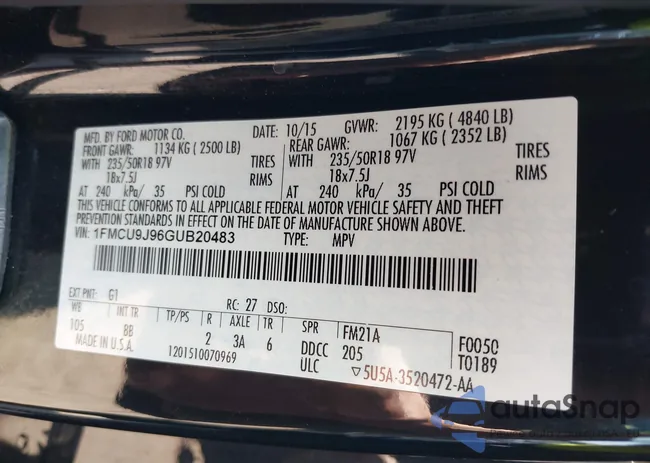 MFD. BY FORD MOTOR CO. DATE: 10/15 GVWR: 2195 KG ( 4840 LB)
FRONT GAWR: 1134 KG ( 2500 LB) REAR GAWR: 1067 KG ( 2352 LB)
WITH 235/50R18 97V TIRES WITH 235/50R18 97V TIRES
18x7.5J RIMS 18x7.5J RIMS
AT 240 kPa/ 35 PSI COLD AT 240 kPa/ 35 PSI COLD
THIS VEHICLE CONFORMS TO ALL APPLICABLE FEDERAL MOTOR VEHICLE SAFETY AND THEFT
PREVENTION STANDARDS IN EFFECT ON THE DATE OF MANUFACTURE SHOWN ABOVE.
VIN: 1FMCU9J96GUB20483 TYPE: MPV
EXT PNT: G1 RC: 27 DSO:
WB INT TR TP/PS R AXLE TR SPR FM21A F0050
105 BB 2 3A 6 DDCC 205 T0189
MADE IN U.S.A. 1201510070969 ULC ▽5U5A-3520472-AA
autoSnap